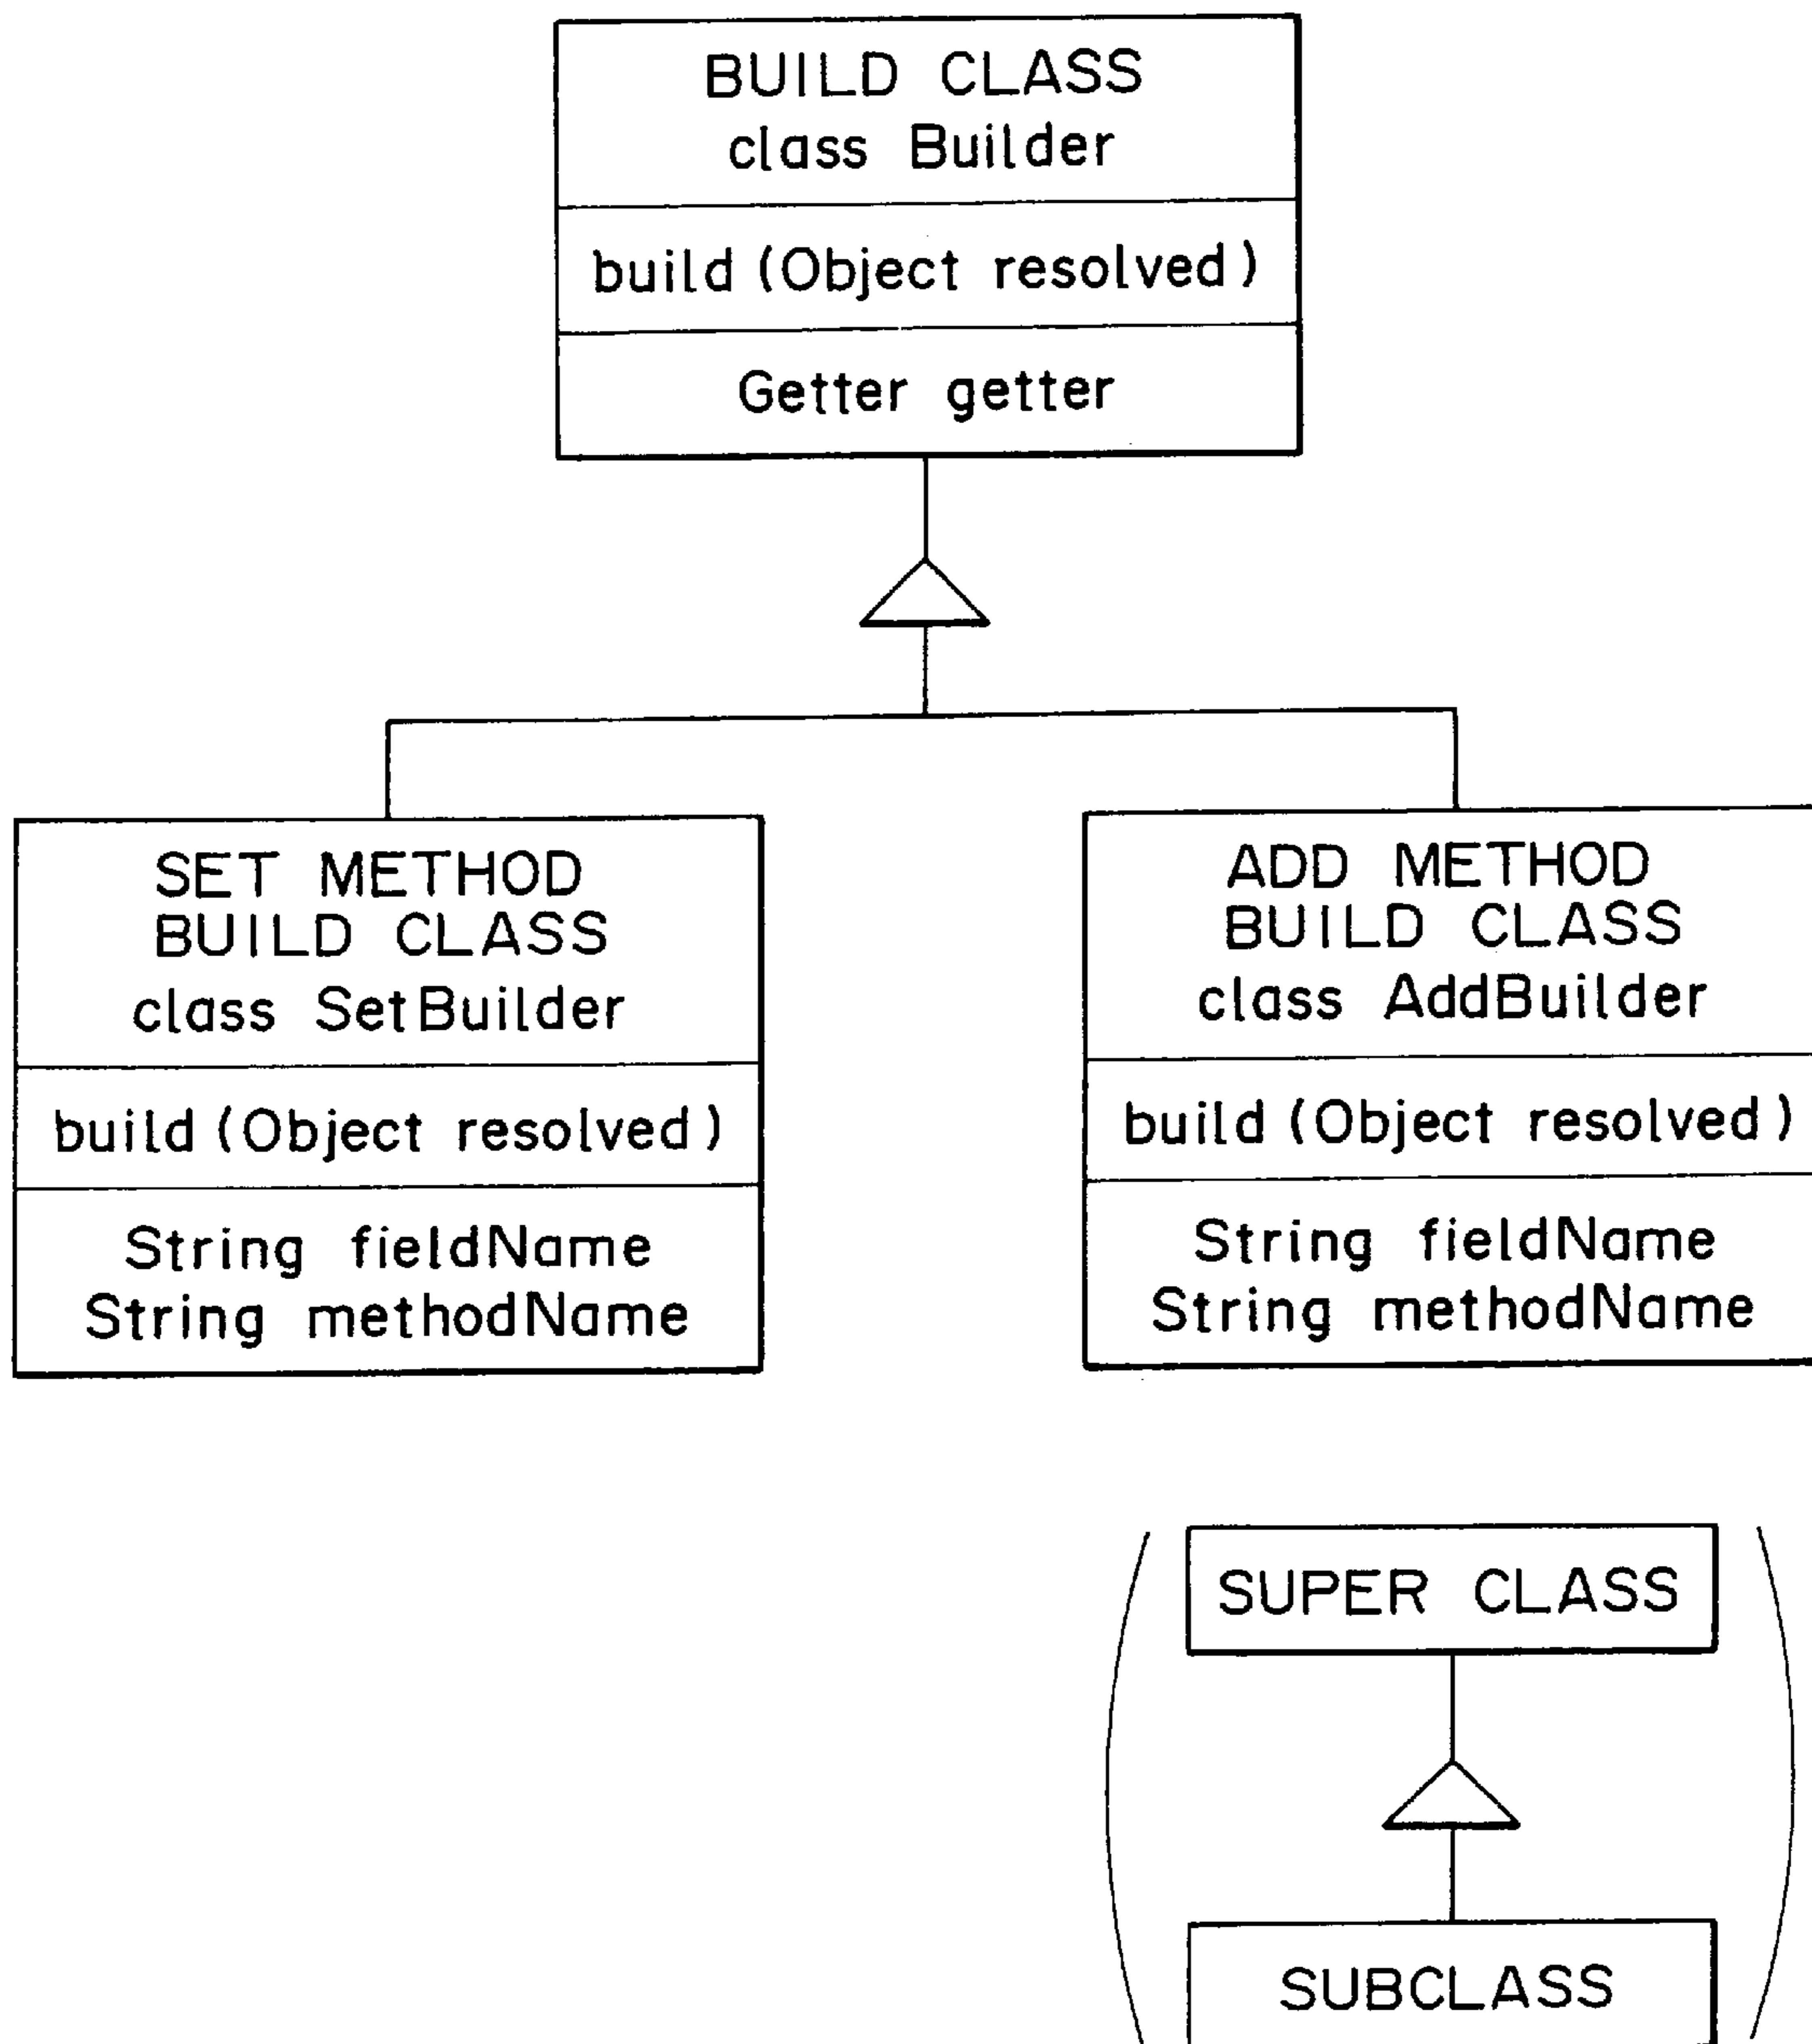 BUILD CLASS
class Builder
build (Object resolved)
Getter getter
SET METHOD
BUILD CLASS
class SetBuilder
build (Object resolved)
String fieldName
String methodName
ADD METHOD
BUILD CLASS
class AddBuilder
build (Object resolved)
String fieldName
String methodName
SUPER CLASS
SUBCLASS